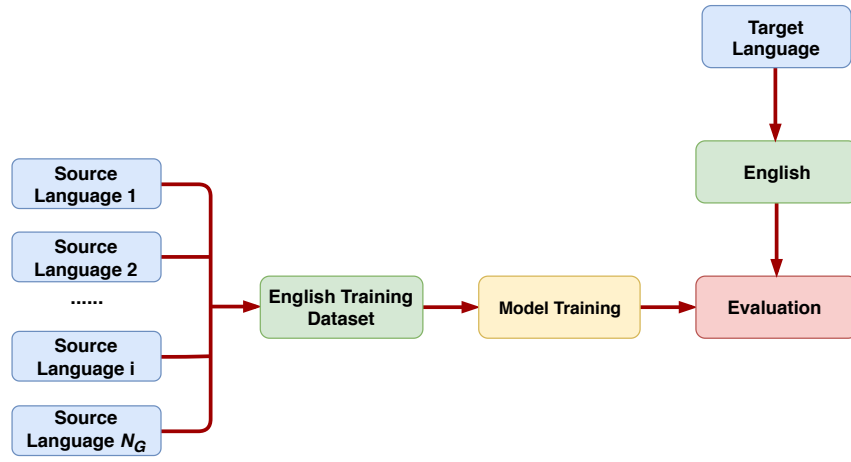 Target
Language
English
Source
Language 1
Source
Language 2
......
Source
Language i
Source
Language N_G
English Training
Dataset
Model Training
Evaluation